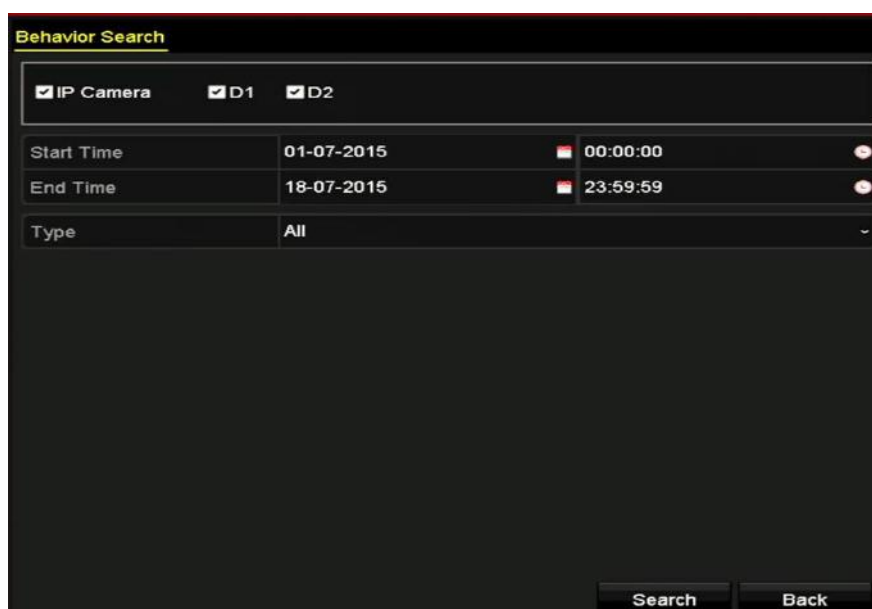 Behavior Search
IP Camera D1 D2
Start Time 01-07-2015 00:00:00
End Time 18-07-2015 23:59:59
Type All
Search Back